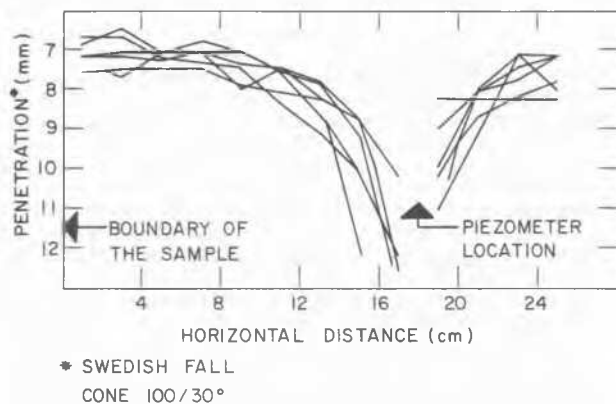 PENETRATION* (mm)
7
8
9
10
11
12
BOUNDARY OF
THE SAMPLE
PIEZOMETER
LOCATION
4
8
12
16
20
24
HORIZONTAL DISTANCE (cm)
* SWEDISH FALL
CONE 100/30°